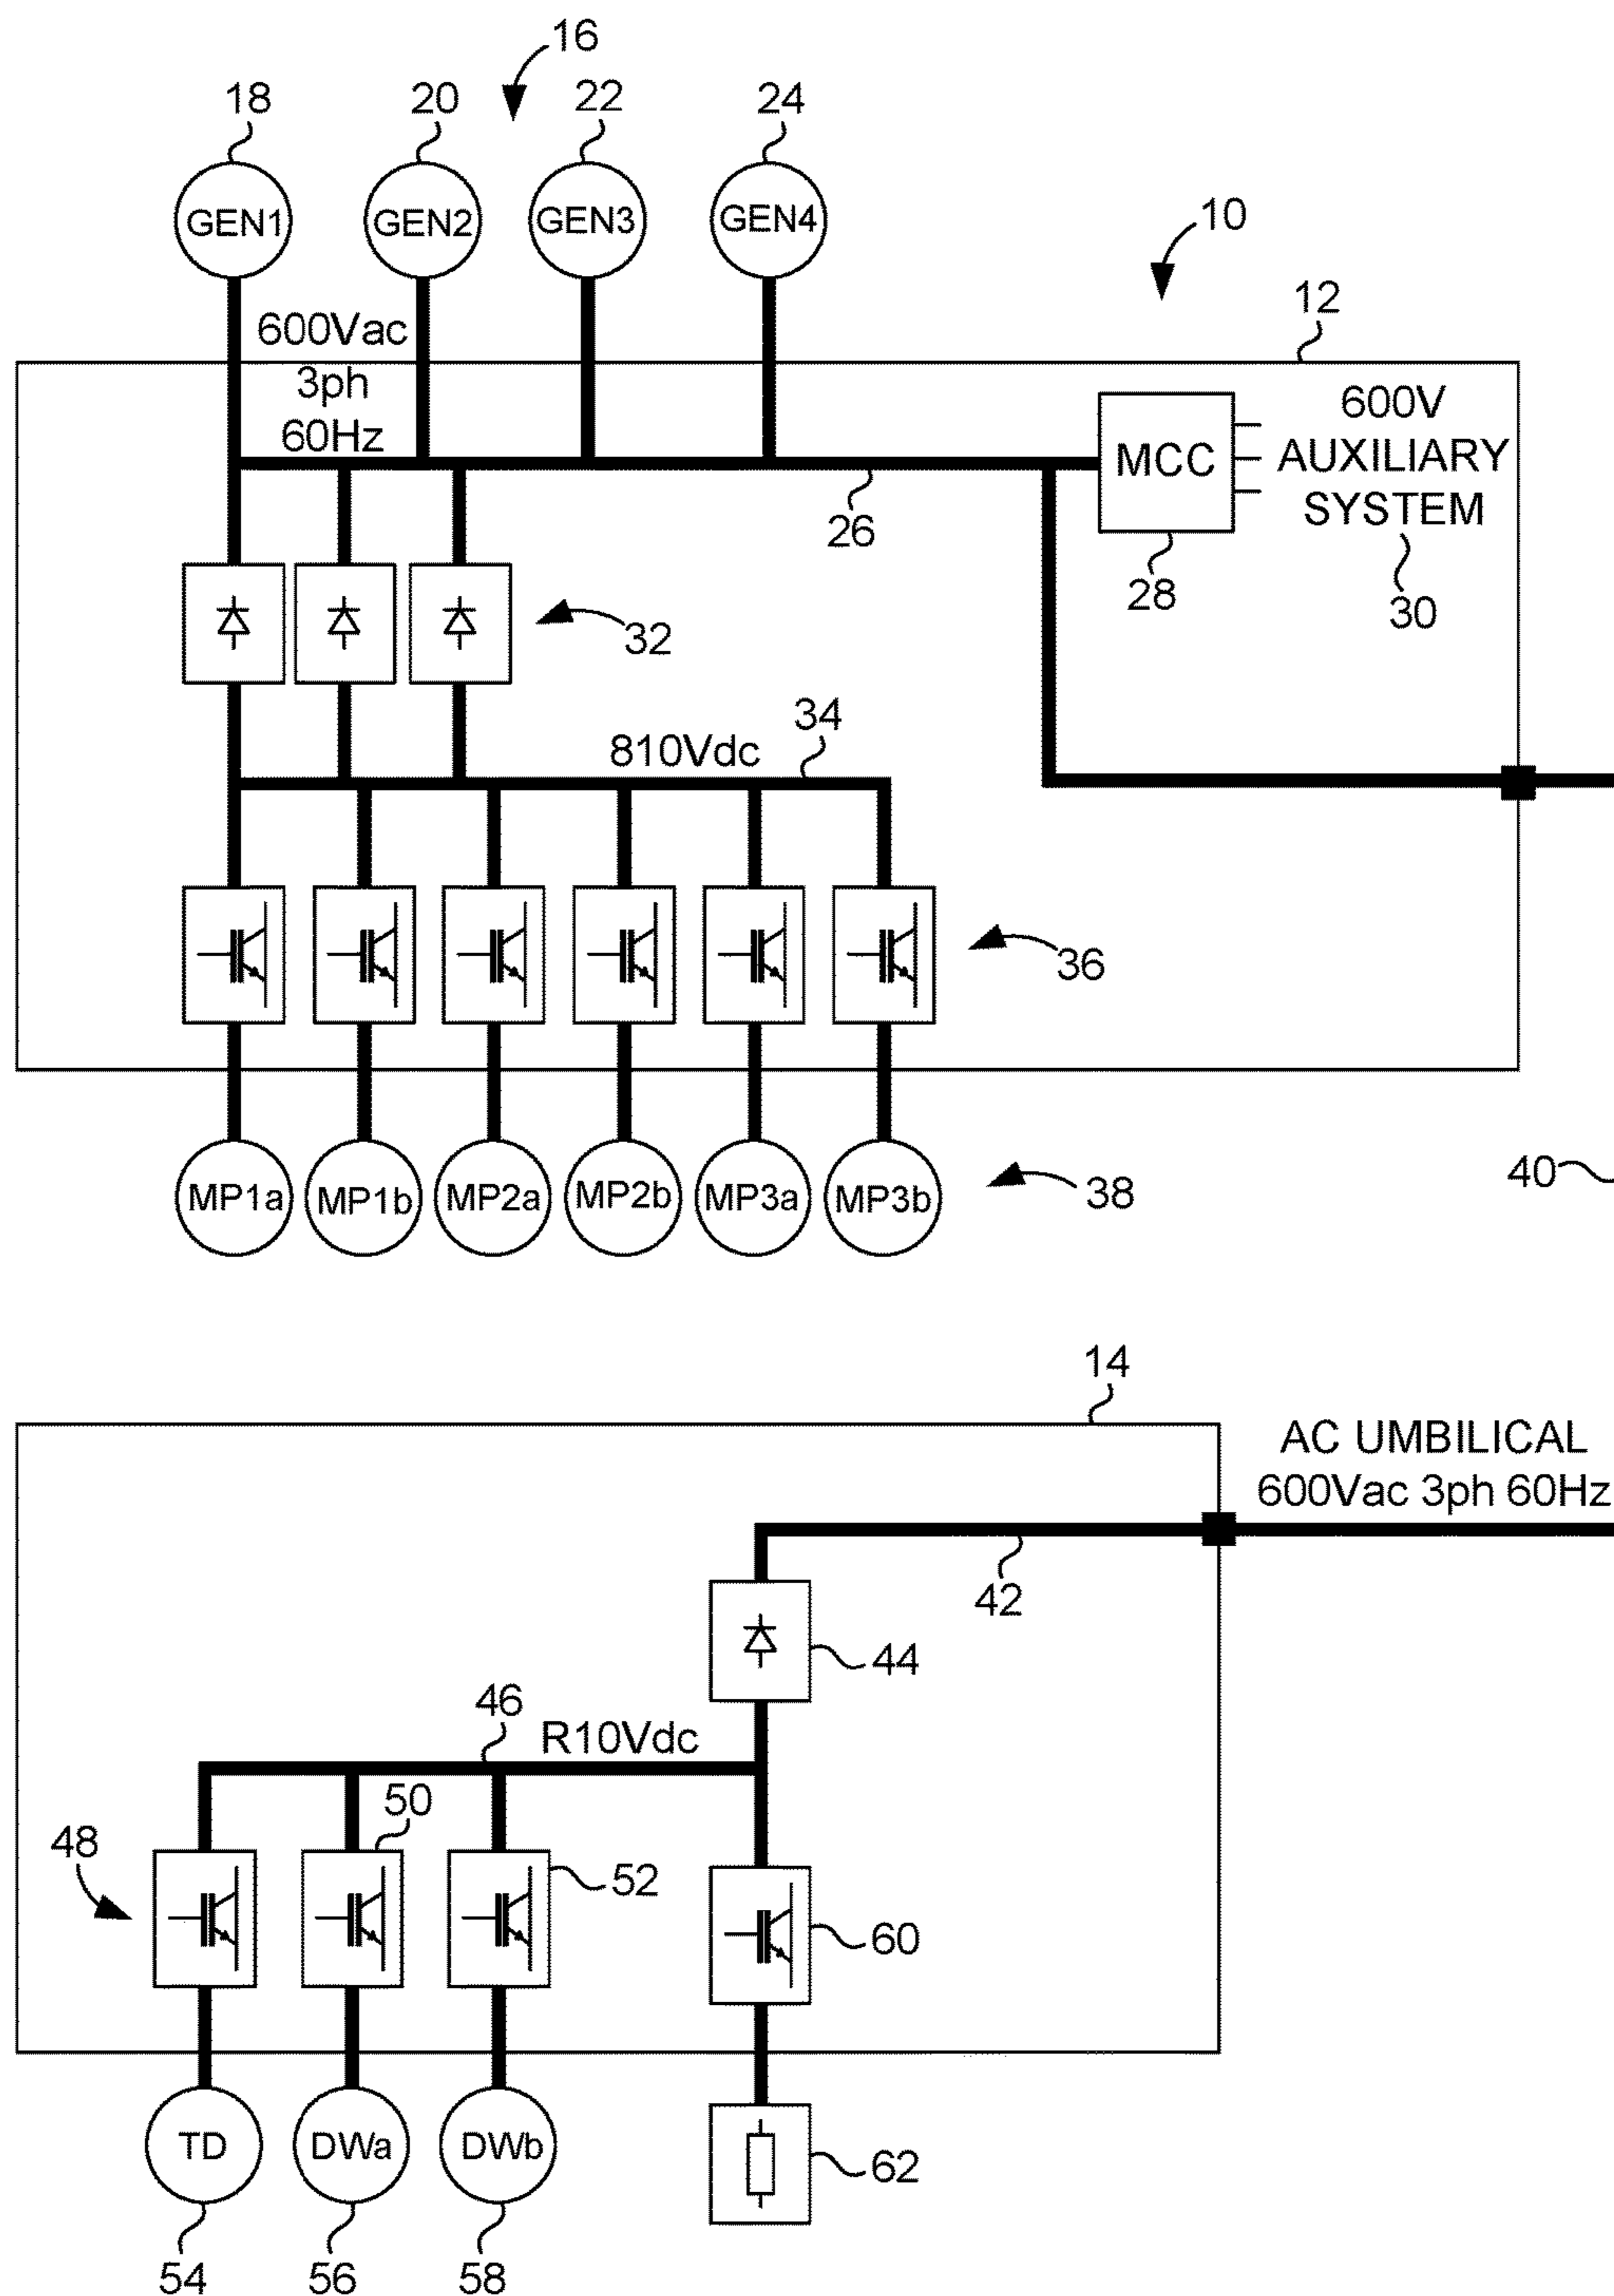 16
18
20
22
24
GEN1
GEN2
GEN3
GEN4
10
12
600Vac
3ph
60Hz
MCC
600V
AUXILIARY
SYSTEM
26
28
30
32
34
810Vdc
36
MP1a
MP1b
MP2a
MP2b
MP3a
MP3b
38
40
14
AC UMBILICAL
600Vac 3ph 60Hz
42
44
46
R10Vdc
48
50
52
60
TD
DWa
DWb
62
54
56
58